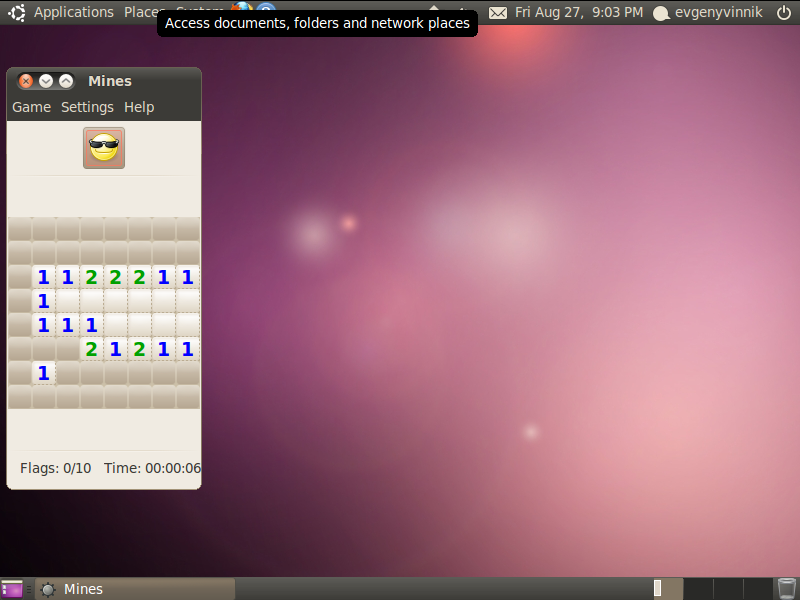 Applications Places System Fri Aug 27, 9:03 PM evgenyvinnik
Access documents, folders and network places
Mines
Game Settings Help
1 1 2 2 2 1 1
1
1 1 1
2 1 2 1 1
1
Flags: 0/10 Time: 00:00:06
Mines